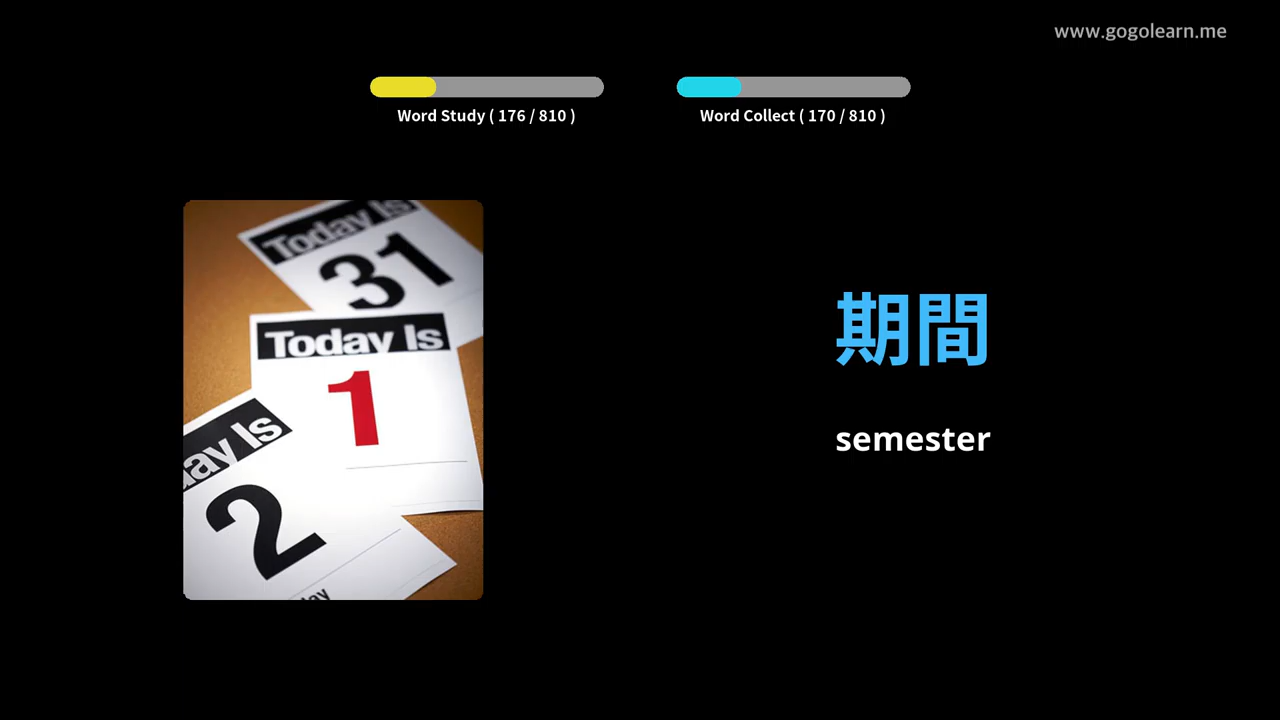 www.gogolearn.me
Word Study ( 176 / 810 )
Word Collect ( 170 / 810 )
Today Is
31
Today Is
1
ay Is
2
day
期間
semester